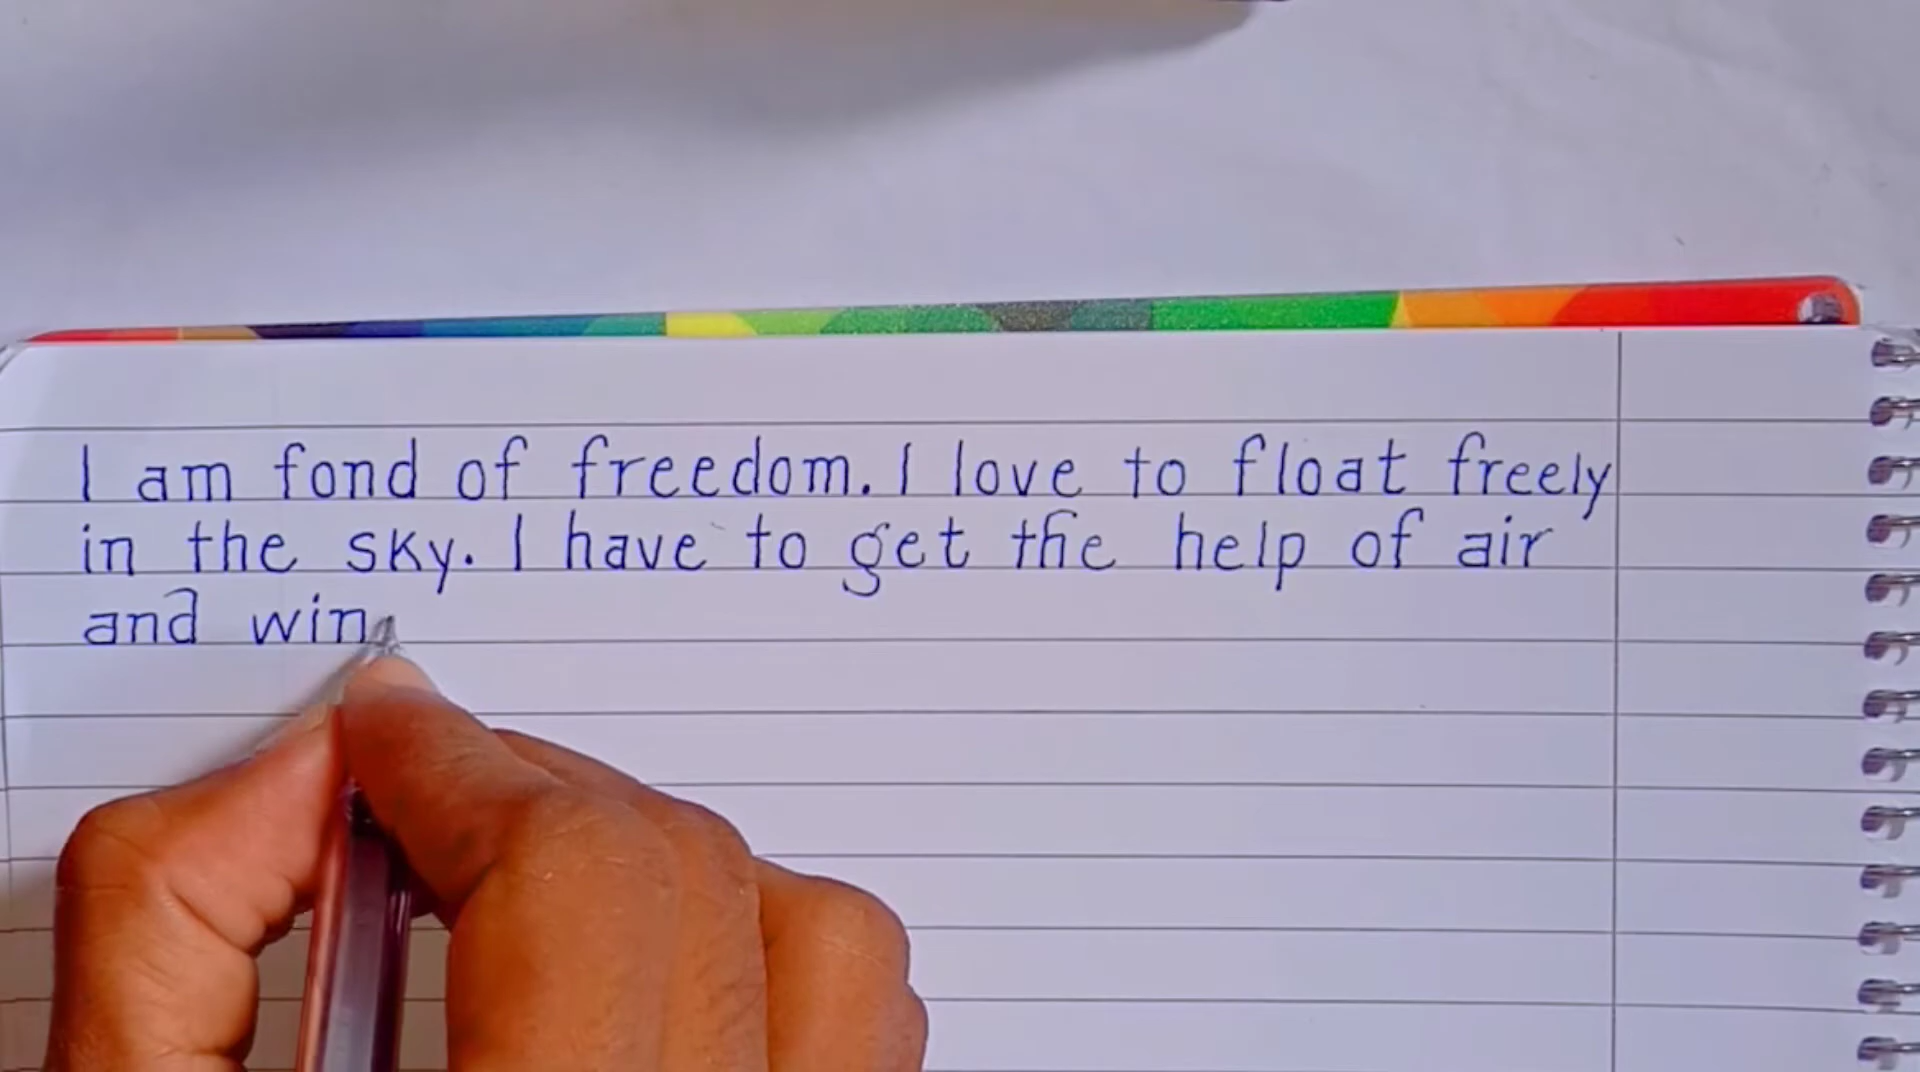 I am fond of freedom. I love to float freely
in the sky. I have to get the help of air
and win